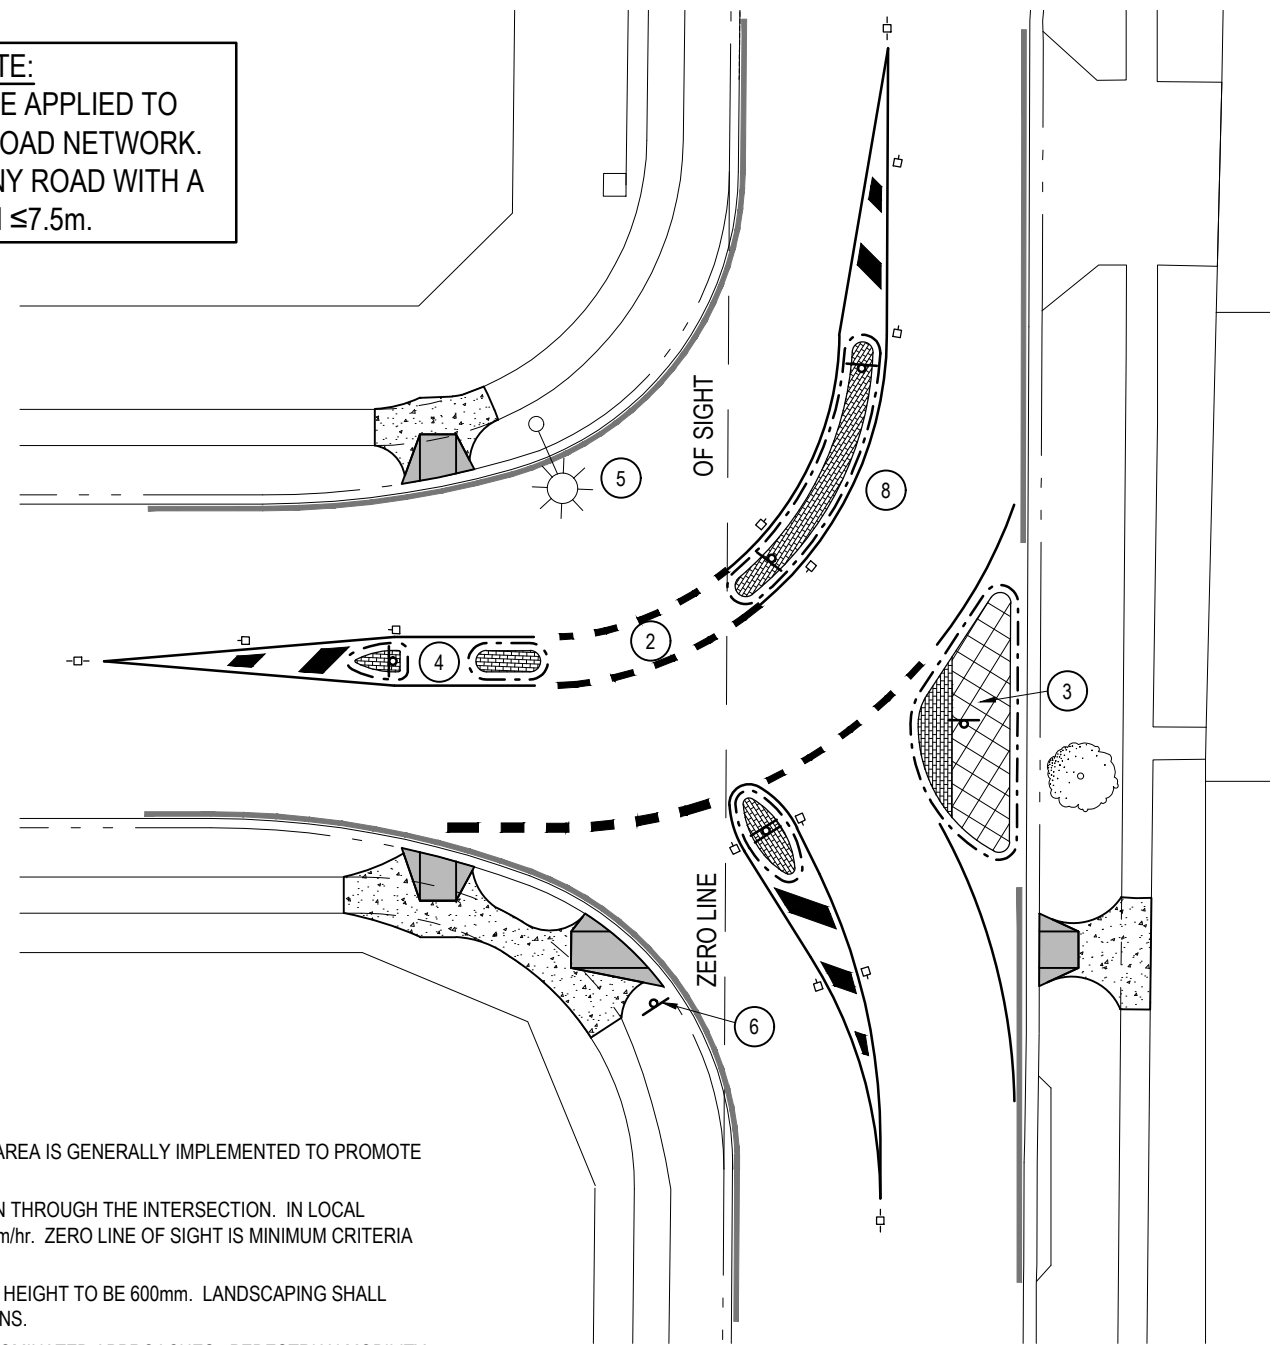 TE:
E APPLIED TO
OAD NETWORK.
NY ROAD WITH A
≤7.5m.
OF SIGHT
5
8
2
4
3
ZERO LINE
6
AREA IS GENERALLY IMPLEMENTED TO PROMOTE
N THROUGH THE INTERSECTION. IN LOCAL
m/hr. ZERO LINE OF SIGHT IS MINIMUM CRITERIA
HEIGHT TO BE 600mm. LANDSCAPING SHALL
NS.